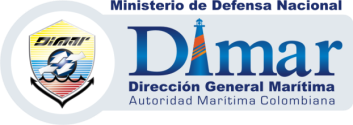 Ministerio de Defensa Nacional
DIMAR
Dimar
Dirección General Marítima
Autoridad Marítima Colombiana